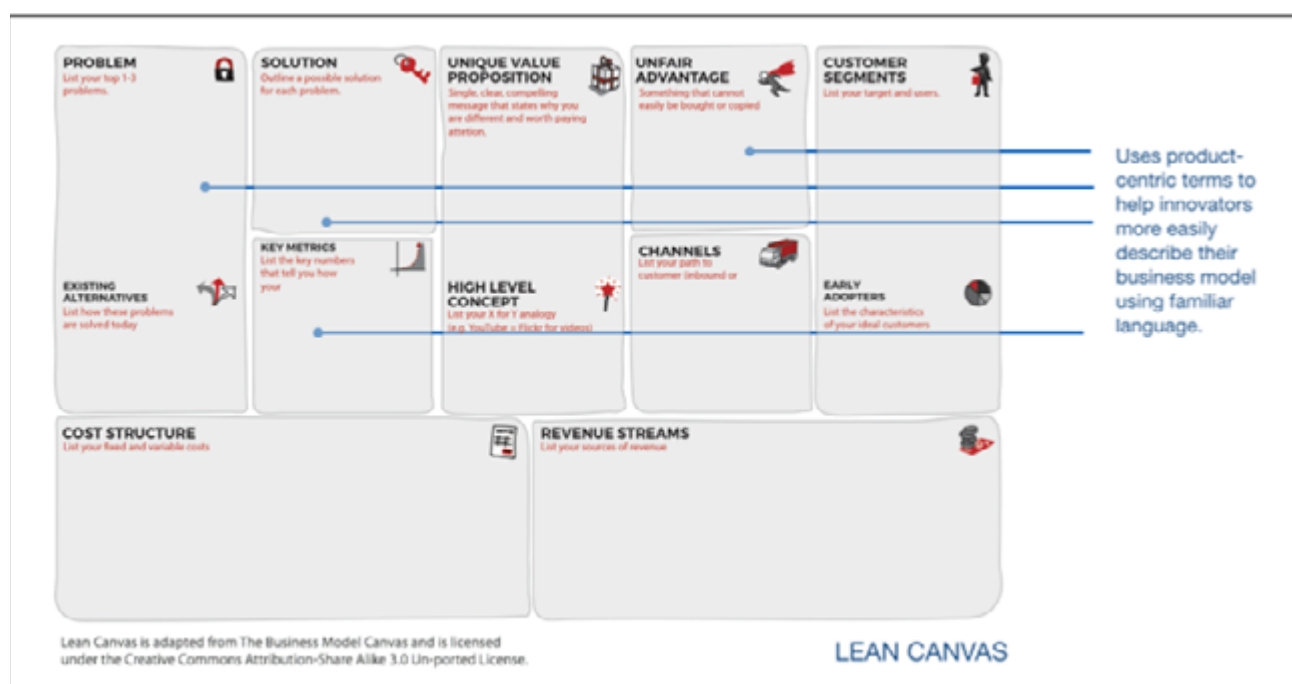 PROBLEM
List your top 1-3
problems.
EXISTING
ALTERNATIVES
List how these problems
are solved today
SOLUTION
Outline a possible solution
for each problem.
KEY METRICS
List the key numbers
that tell you how
your
UNIQUE VALUE
PROPOSITION
Single, clear, compelling
message that states why you
are different and worth paying
attetion.
HIGH LEVEL
CONCEPT
List your X for Y analogy
(e.g. YouTube = Flickr for videos)
UNFAIR
ADVANTAGE
Something that cannot
easily be bought or copied
CHANNELS
List your path to
customer (inbound or
CUSTOMER
SEGMENTS
List your target and users.
EARLY
ADOPTERS
List the characteristics
of your ideal customers
COST STRUCTURE
List your fixed and variable costs
REVENUE STREAMS
List your sources of revenue
Uses product-
centric terms to
help innovators
more easily
describe their
business model
using familiar
language.
Lean Canvas is adapted from The Business Model Canvas and is licensed
under the Creative Commons Attribution-Share Alike 3.0 Un-ported License.
LEAN CANVAS